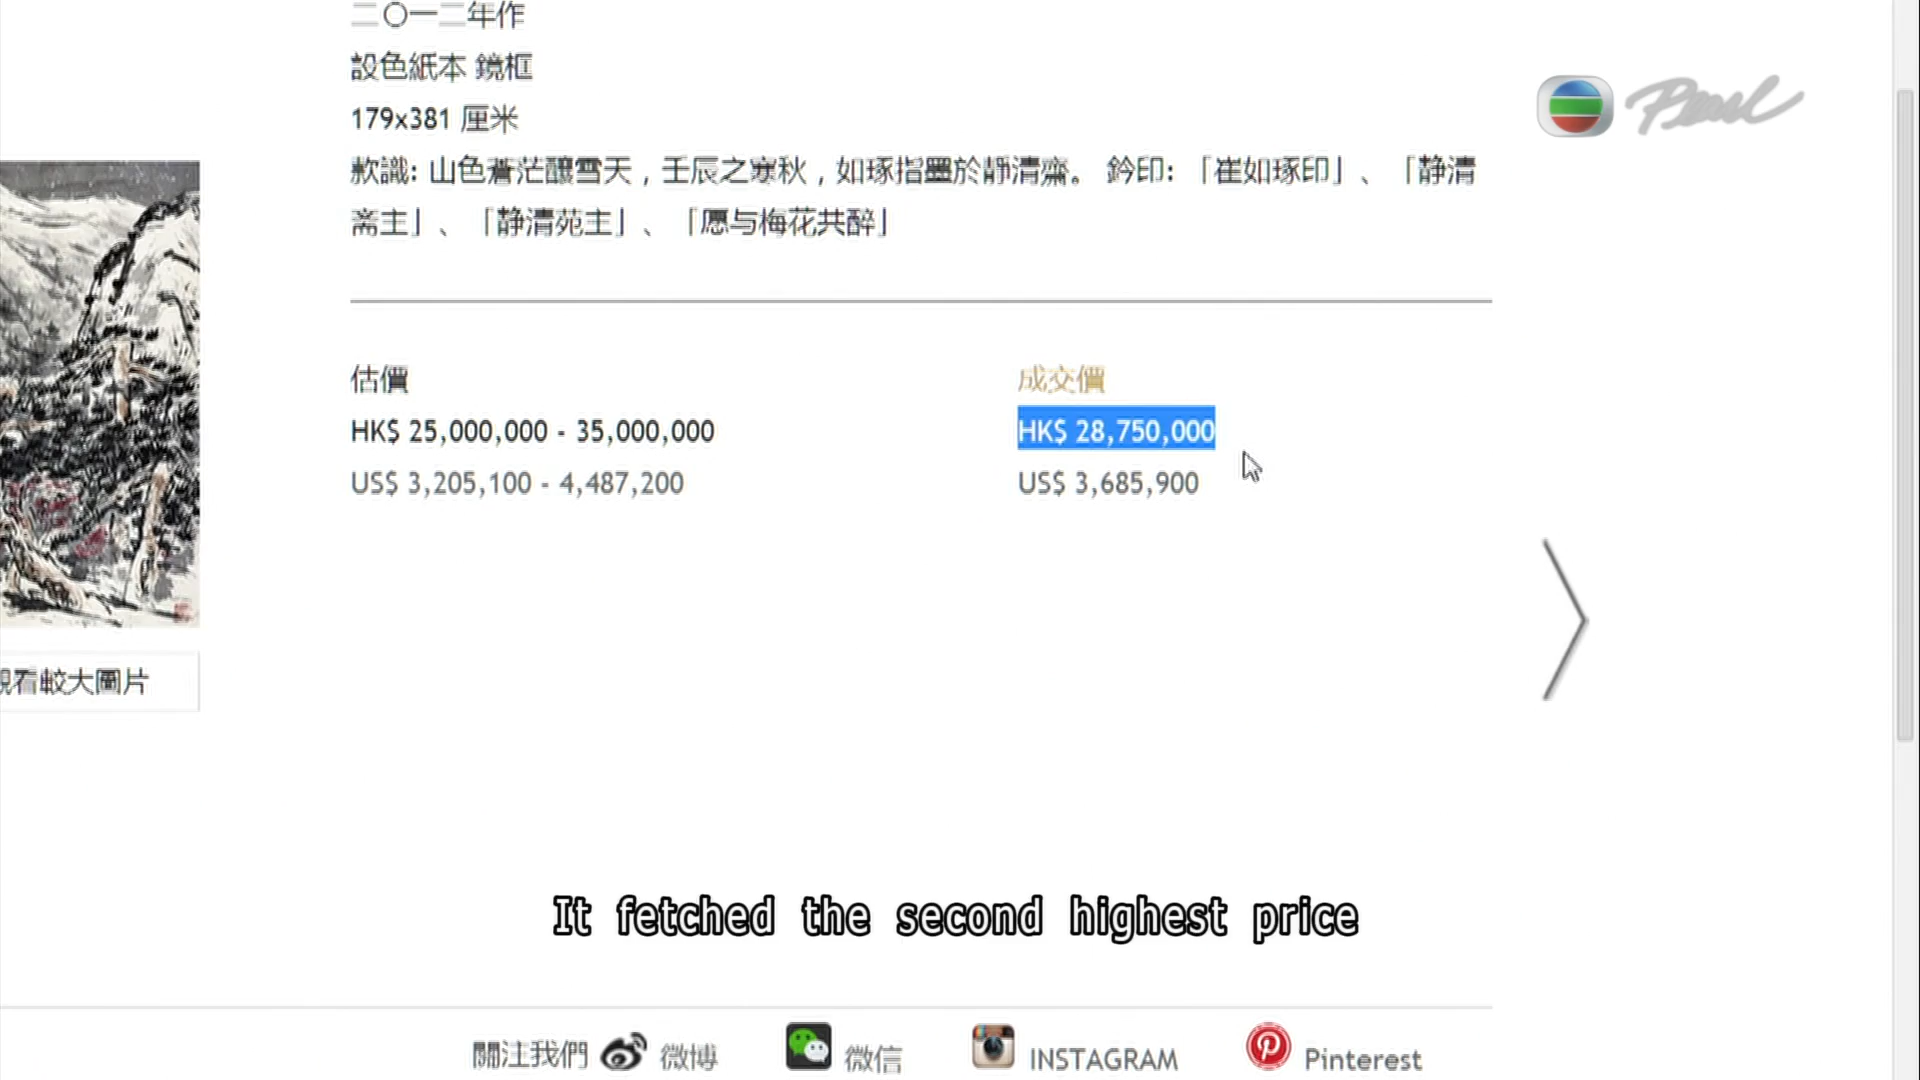 二〇一二年作
設色紙本 鏡框
179x381 厘米
款識: 山色蒼茫釀雪天，壬辰之寒秋，如琢指墨於靜清齋。 鈐印: 「崔如琢印」、「静清
斋主」、「静清苑主」、「愿与梅花共醉」
估價
成交價
HK$ 25,000,000 - 35,000,000
HK$ 28,750,000
US$ 3,205,100 - 4,487,200
US$ 3,685,900
觀看較大圖片
It fetched the second highest price
關注我們 微博 微信 INSTAGRAM Pinterest
Pearl